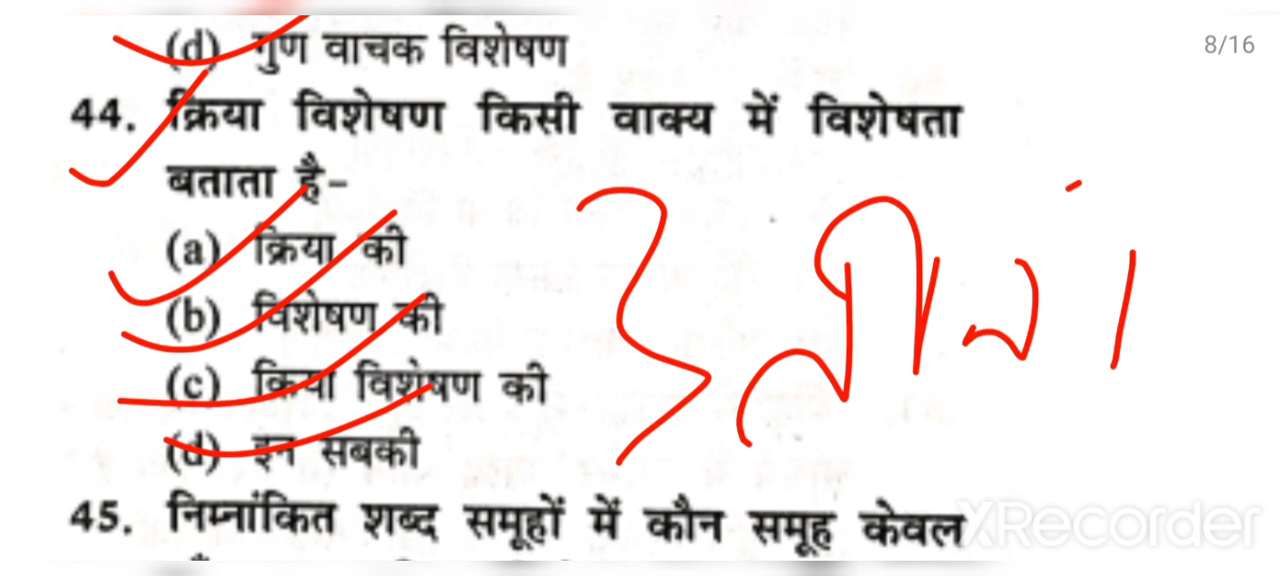 (d) गुण वाचक विशेषण
8/16
44. क्रिया विशेषण किसी वाक्य में विशेषता
बताता है-
(a) क्रिया की
(b) विशेषण की
(c) क्रिया विशेषण की
(d) इन सबकी
45. निम्नांकित शब्द समूहों में कौन समूह केवल
XRecorder